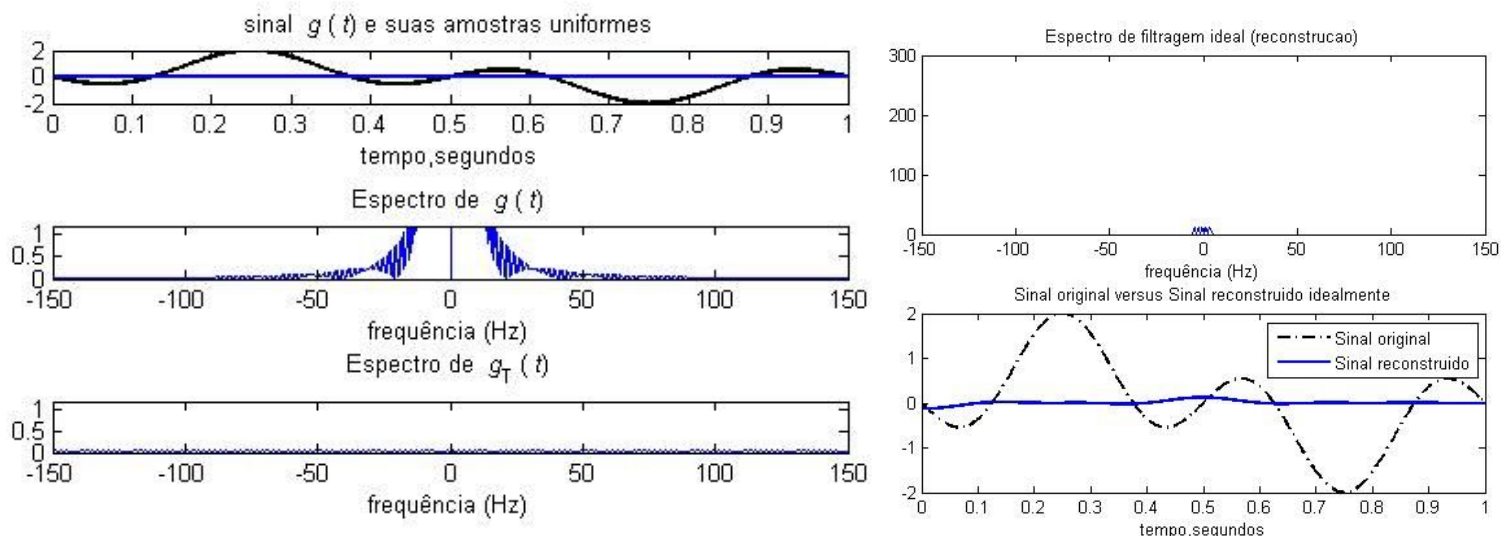 sinal g ( t ) e suas amostras uniformes
2
0
-2
0 0.1 0.2 0.3 0.4 0.5 0.6 0.7 0.8 0.9 1
tempo,segundos
Espectro de g ( t )
1
0.5
0
-150 -100 -50 0 50 100 150
frequência (Hz)
Espectro de gT ( t )
1
0.5
0
-150 -100 -50 0 50 100 150
frequência (Hz)
Espectro de filtragem ideal (reconstrucao)
300
200
100
0
-150 -100 -50 0 50 100 150
frequência (Hz)
Sinal original versus Sinal reconstruido idealmente
2
1
0
-1
-2
Sinal original
Sinal reconstruido
0 0.1 0.2 0.3 0.4 0.5 0.6 0.7 0.8 0.9 1
tempo,segundos